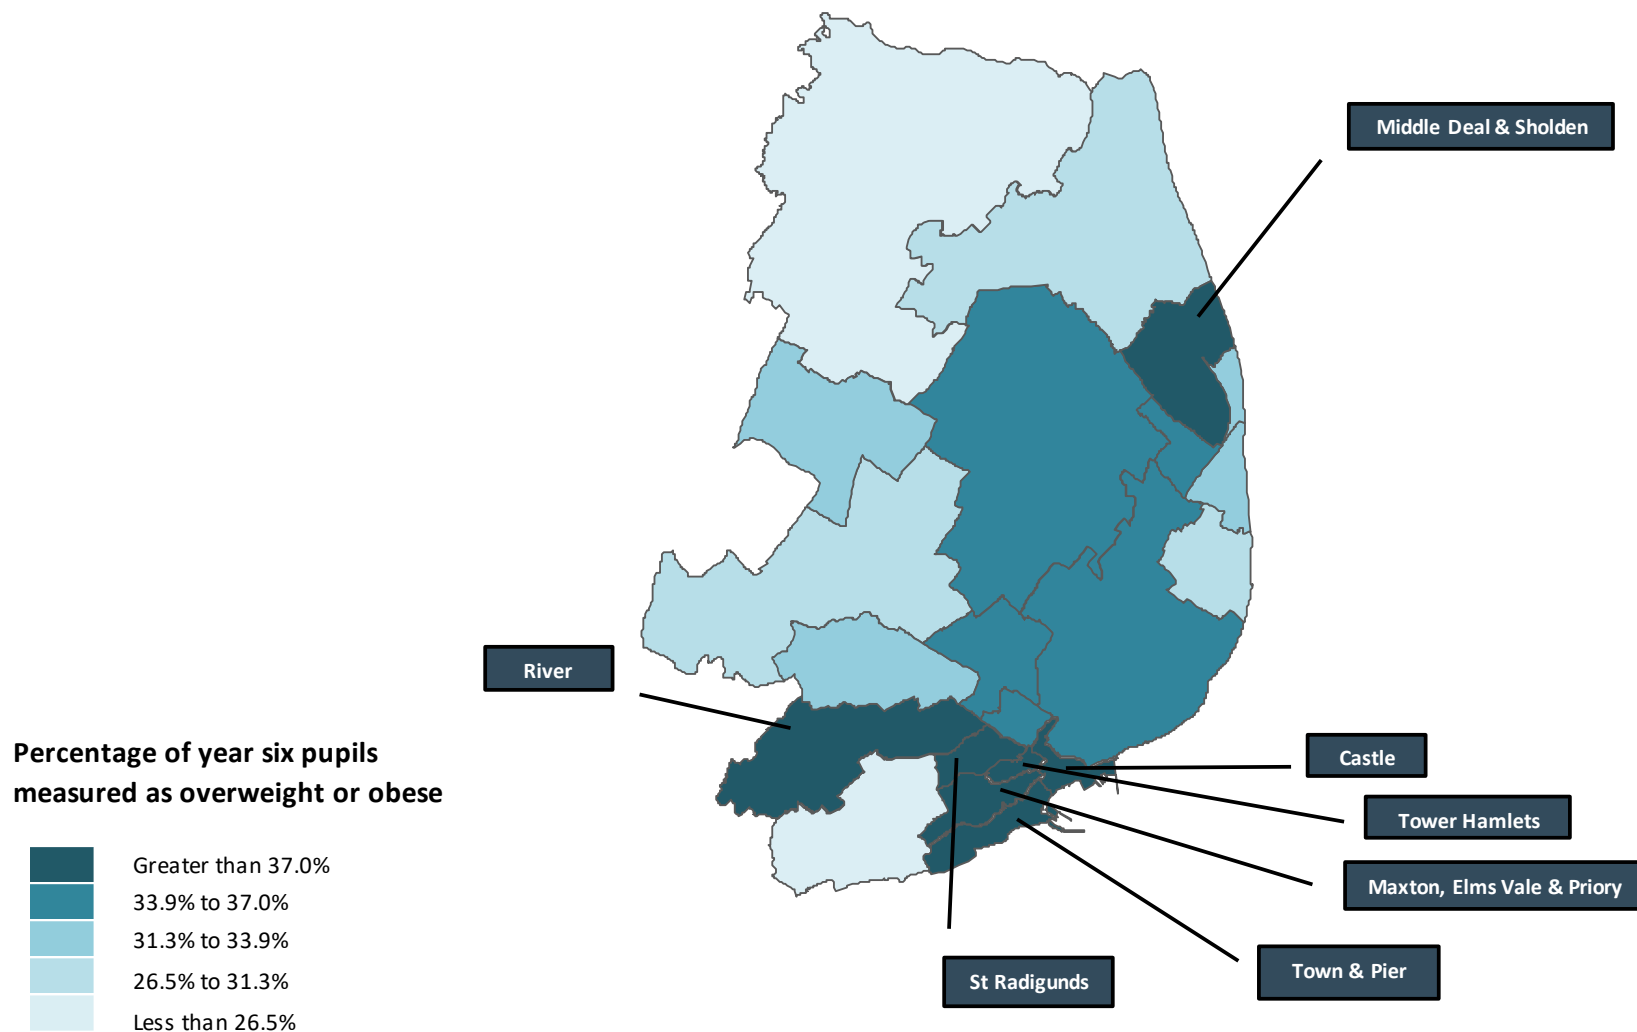 Middle Deal & Sholden
River
Percentage of year six pupils
measured as overweight or obese
Castle
Tower Hamlets
Greater than 37.0%
33.9% to 37.0%
Maxton, Elms Vale & Priory
31.3% to 33.9%
26.5% to 31.3%
St Radigunds
Town & Pier
Less than 26.5%